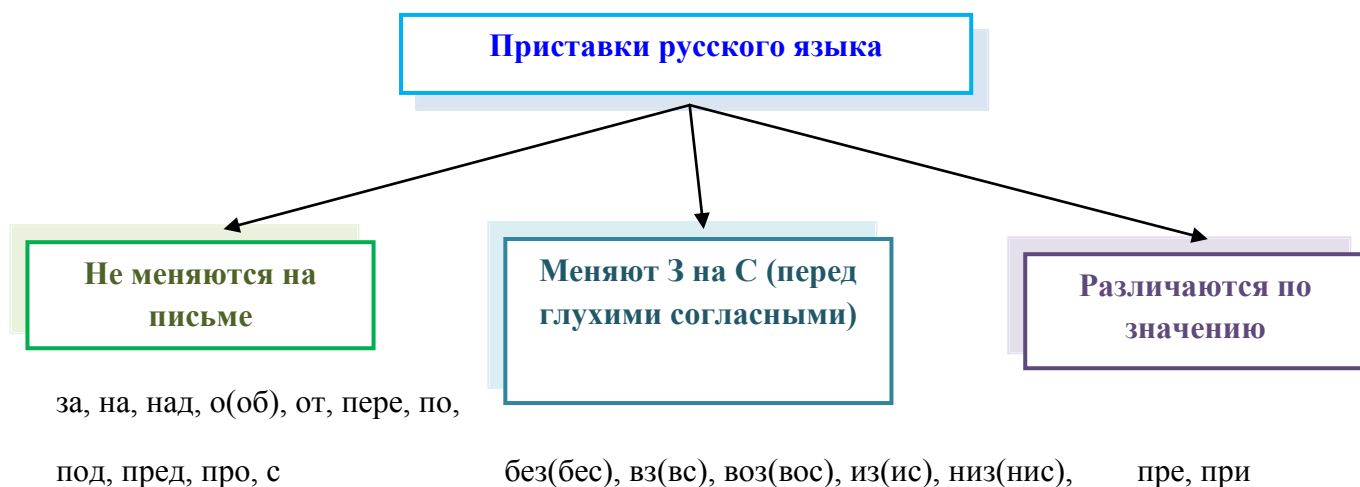 Приставки русского языка
Не меняются на
письме
Меняют З на С (перед
глухими согласными)
Различаются по
значению
за, на, над, о(об), от, пере, по,
под, пред, про, с
без(бес), вз(вс), воз(вос), из(ис), низ(нис),
пре, при